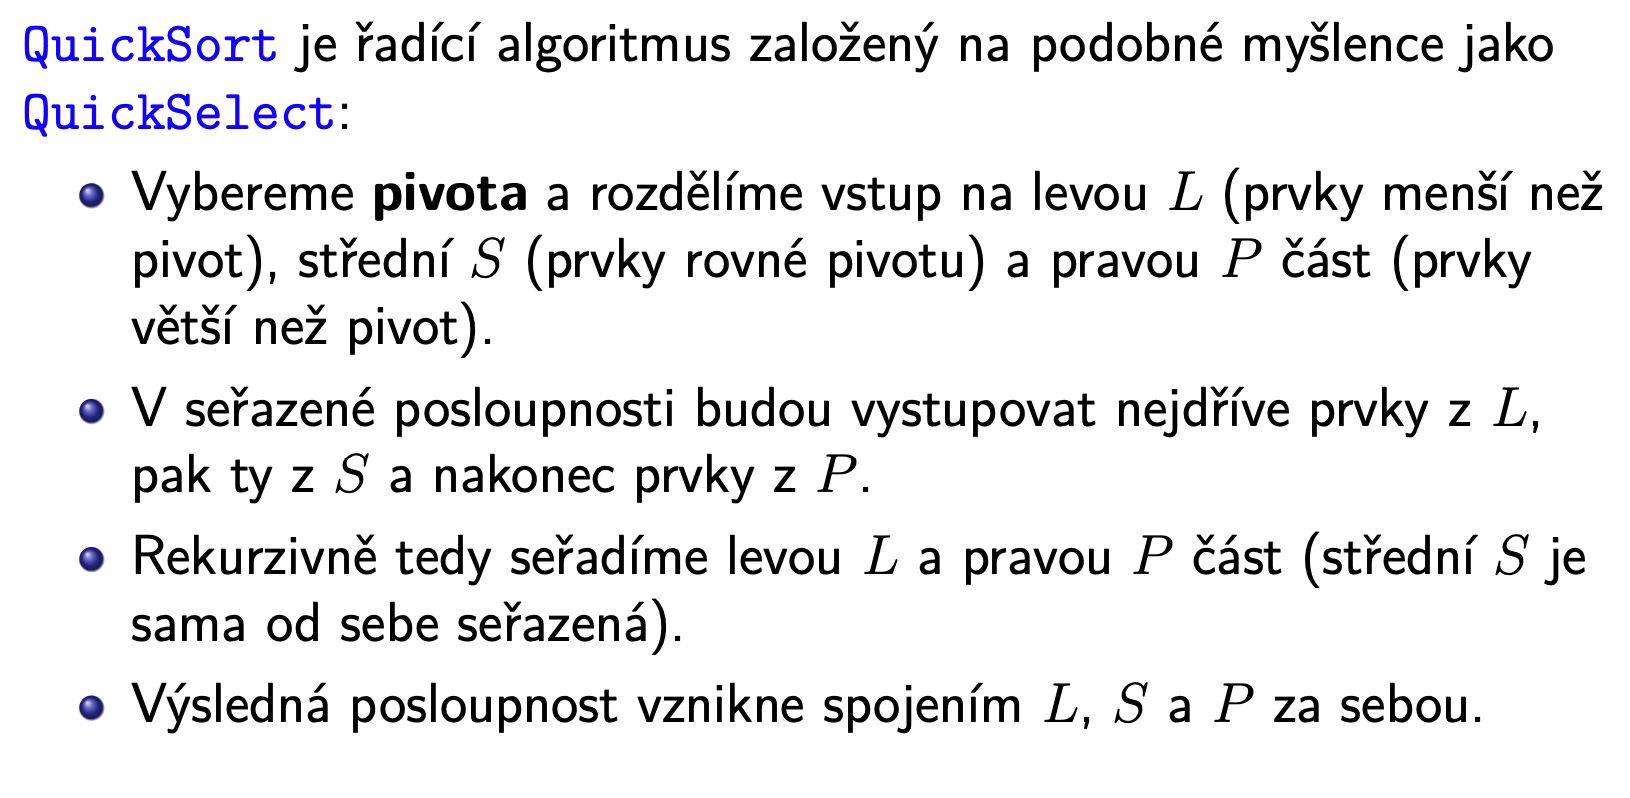 QuickSort je řadící algoritmus založený na podobné myšlence jako
QuickSelect:
Vybereme pivota a rozdělíme vstup na levou L (prvky menší než
pivot), střední S (prvky rovné pivotu) a pravou P část (prvky
větší než pivot).
V seřazené posloupnosti budou vystupovat nejdříve prvky z L,
pak ty z S a nakonec prvky z P.
Rekurzivně tedy seřadíme levou L a pravou P část (střední S je
sama od sebe seřazená).
Výsledná posloupnost vznikne spojením L, S a P za sebou.